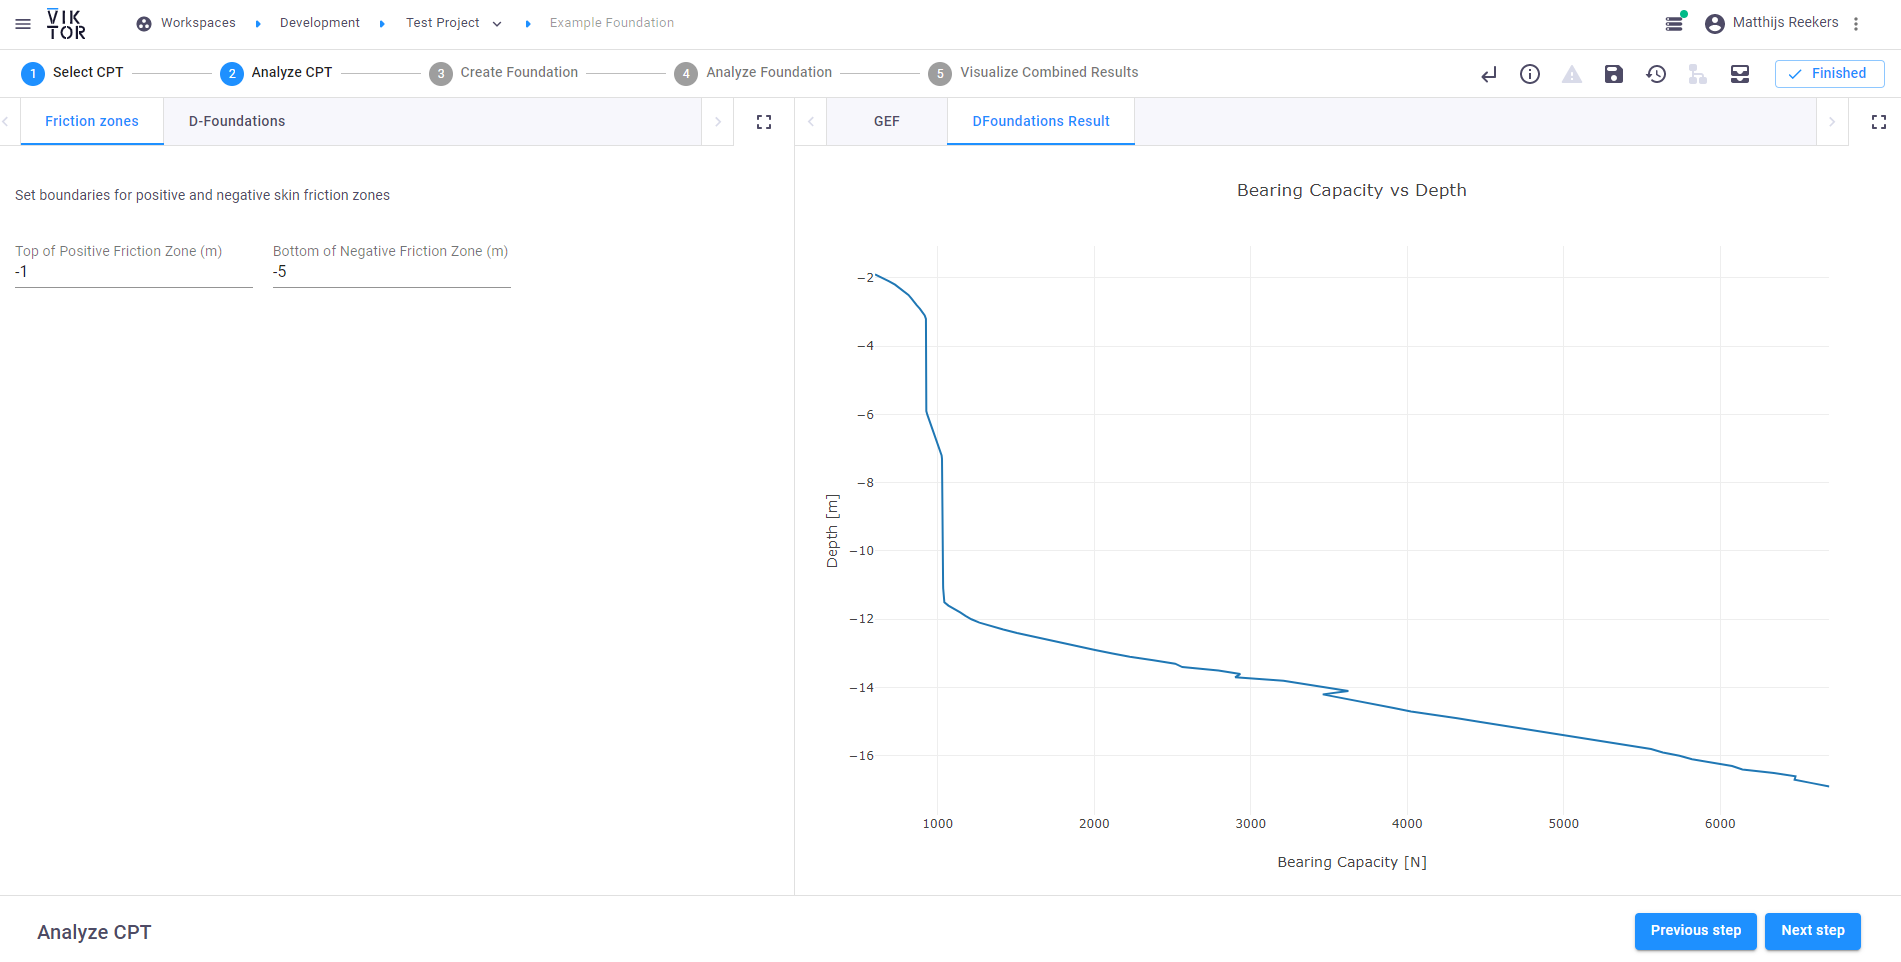 VIK
TOR
Workspaces
Development
Test Project
Example Foundation
Matthijs Reekers
1 Select CPT
2 Analyze CPT
3 Create Foundation
4 Analyze Foundation
5 Visualize Combined Results
Finished
Friction zones
D-Foundations
GEF
DFoundations Result
Set boundaries for positive and negative skin friction zones
Top of Positive Friction Zone (m)
-1
Bottom of Negative Friction Zone (m)
-5
Bearing Capacity vs Depth
−2
−4
−6
−8
−10
−12
−14
−16
Depth [m]
1000 2000 3000 4000 5000 6000
Bearing Capacity [N]
Analyze CPT
Previous step
Next step